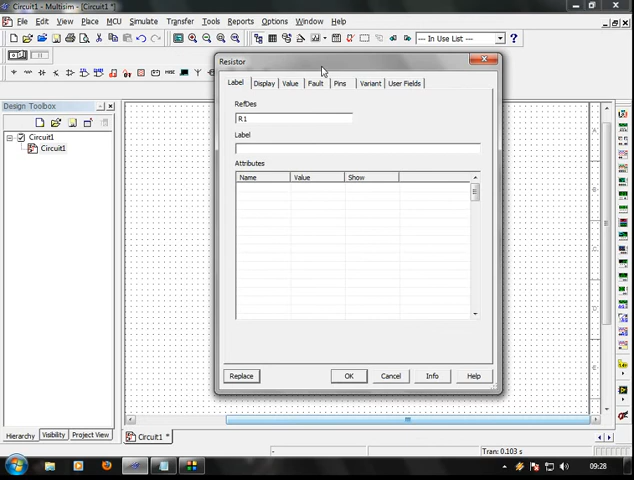 Circuit1 - Multisim - [Circuit1 *]
File Edit View Place MCU Simulate Transfer Tools Reports Options Window Help
--- In Use List ---
Design Toolbox
Circuit1
Circuit1
Resistor
Label Display Value Fault Pins Variant User Fields
RefDes
R1
Label
Attributes
Name Value Show
Replace OK Cancel Info Help
A
B
C
D
Hierarchy Visibility Project View
Circuit1 *
- Tran: 0.103 s
09:28